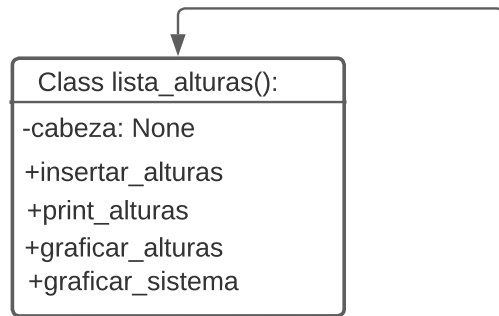 Class lista_alturas():
-cabeza: None
+insertar_alturas
+print_alturas
+graficar_alturas
+graficar_sistema